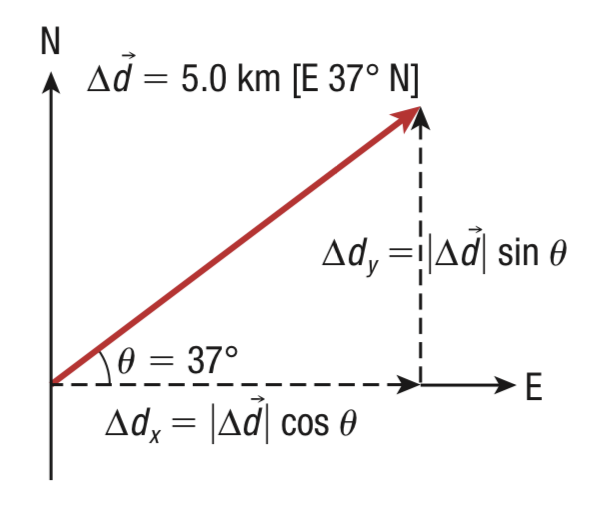 N
Δd⃗ = 5.0 km [E 37° N]
Δd_y = |Δd⃗| sin θ
θ = 37°
E
Δd_x = |Δd⃗| cos θ